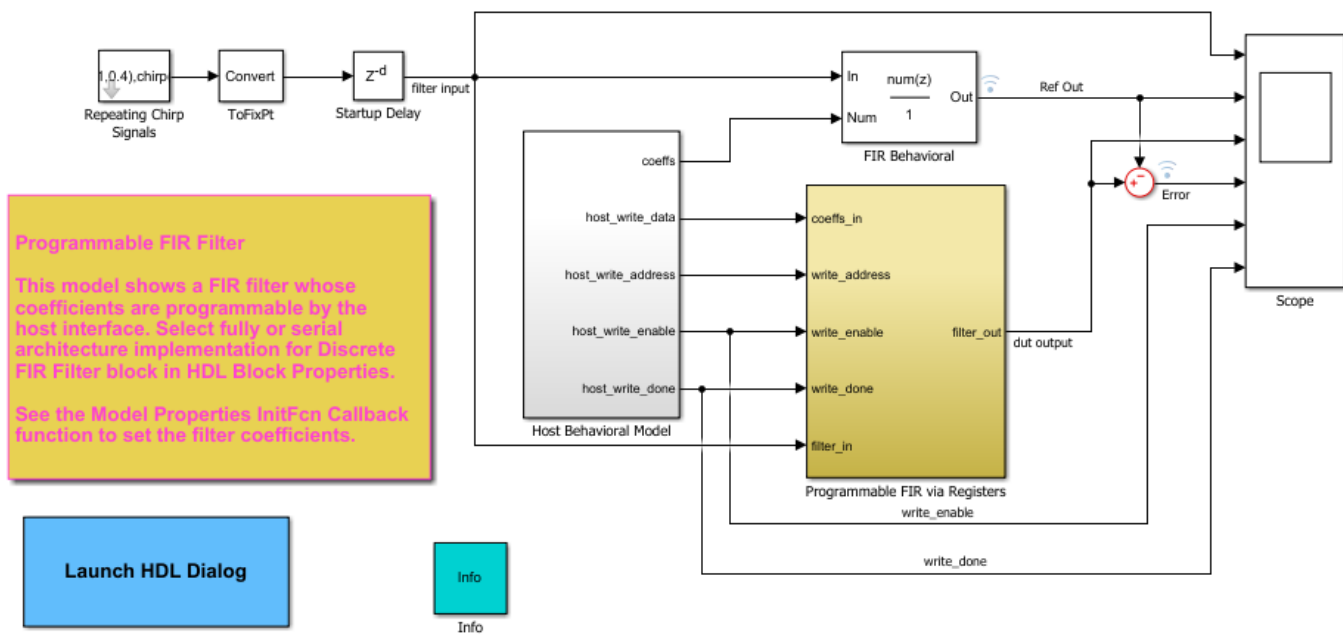 1,0.4),chirp(
Repeating Chirp
Signals
Convert
ToFixPt
Z-d
Startup Delay
filter input
In
Num
num(z)
1
Out
FIR Behavioral
Ref Out
Error
Scope
coeffs
host_write_data
host_write_address
host_write_enable
host_write_done
Host Behavioral Model
coeffs_in
write_address
write_enable
write_done
filter_in
filter_out
Programmable FIR via Registers
dut output
write_enable
write_done
Programmable FIR Filter
This model shows a FIR filter whose
coefficients are programmable by the
host interface. Select fully or serial
architecture implementation for Discrete
FIR Filter block in HDL Block Properties.
See the Model Properties InitFcn Callback
function to set the filter coefficients.
Launch HDL Dialog
Info
Info